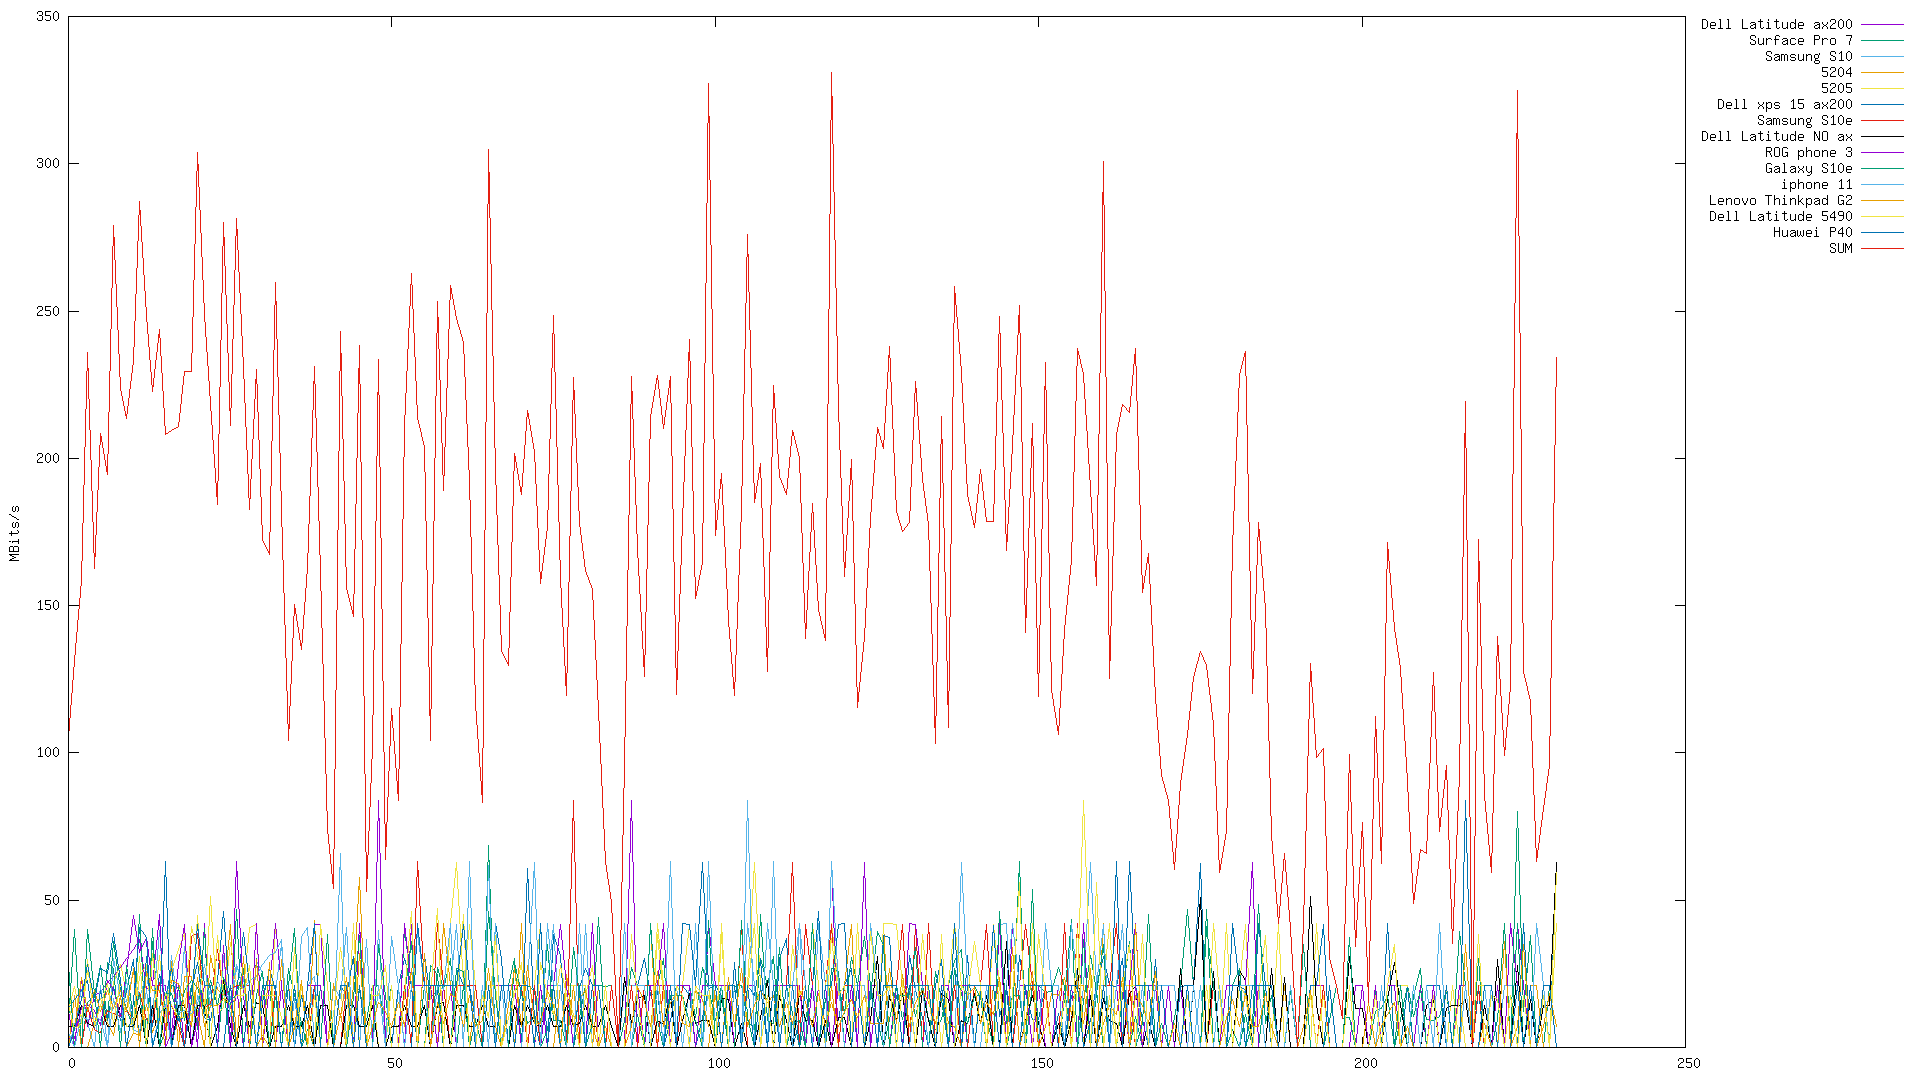 350
300
250
200
150
100
50
0
MBits/s
0 50 100 150 200 250
Dell Latitude ax200
Surface Pro 7
Samsung S10
5204
5205
Dell xps 15 ax200
Samsung S10e
Dell Latitude NO ax
ROG phone 3
Galaxy S10e
iphone 11
Lenovo Thinkpad G2
Dell Latitude 5490
Huawei P40
SUM